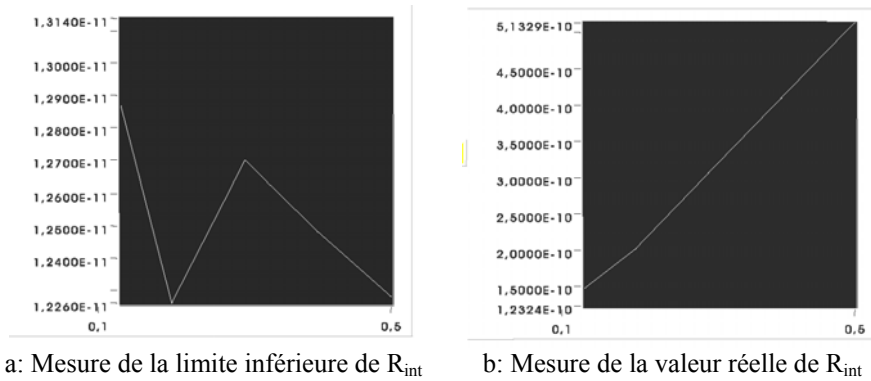 1,3140E-11
1,3000E-11
1,2900E-11
1,2800E-11
1,2700E-11
1,2600E-11
1,2500E-11
1,2400E-11
1,2260E-11
0,1 0,5
a: Mesure de la limite inférieure de Rint
5,1329E-10
4,5000E-10
4,0000E-10
3,5000E-10
3,0000E-10
2,5000E-10
2,0000E-10
1,5000E-10
1,2324E-10
0,1 0,5
b: Mesure de la valeur réelle de Rint